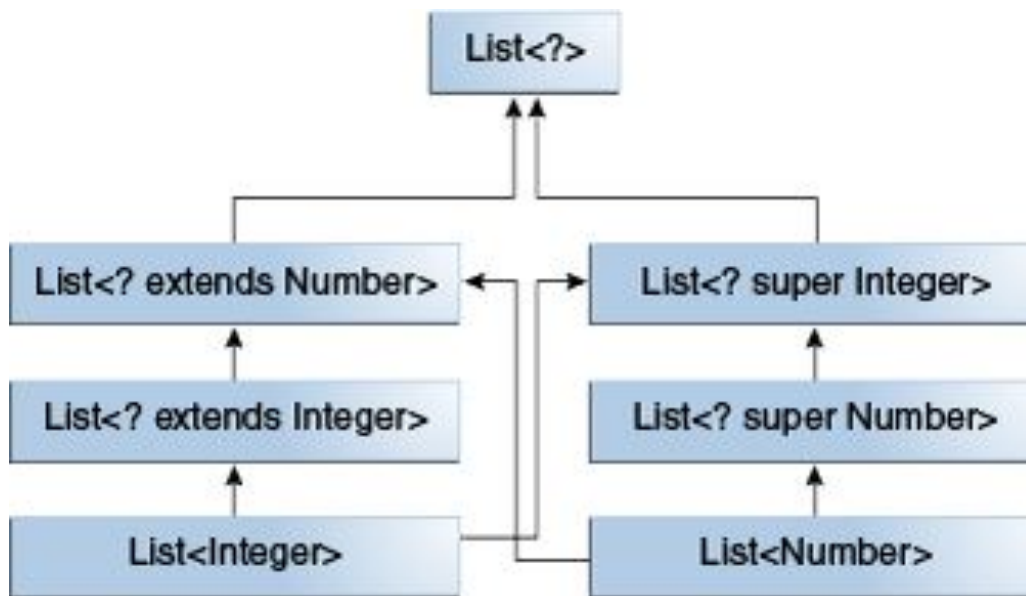 List<?>
List<? extends Number>
List<? super Integer>
List<? extends Integer>
List<? super Number>
List<Integer>
List<Number>